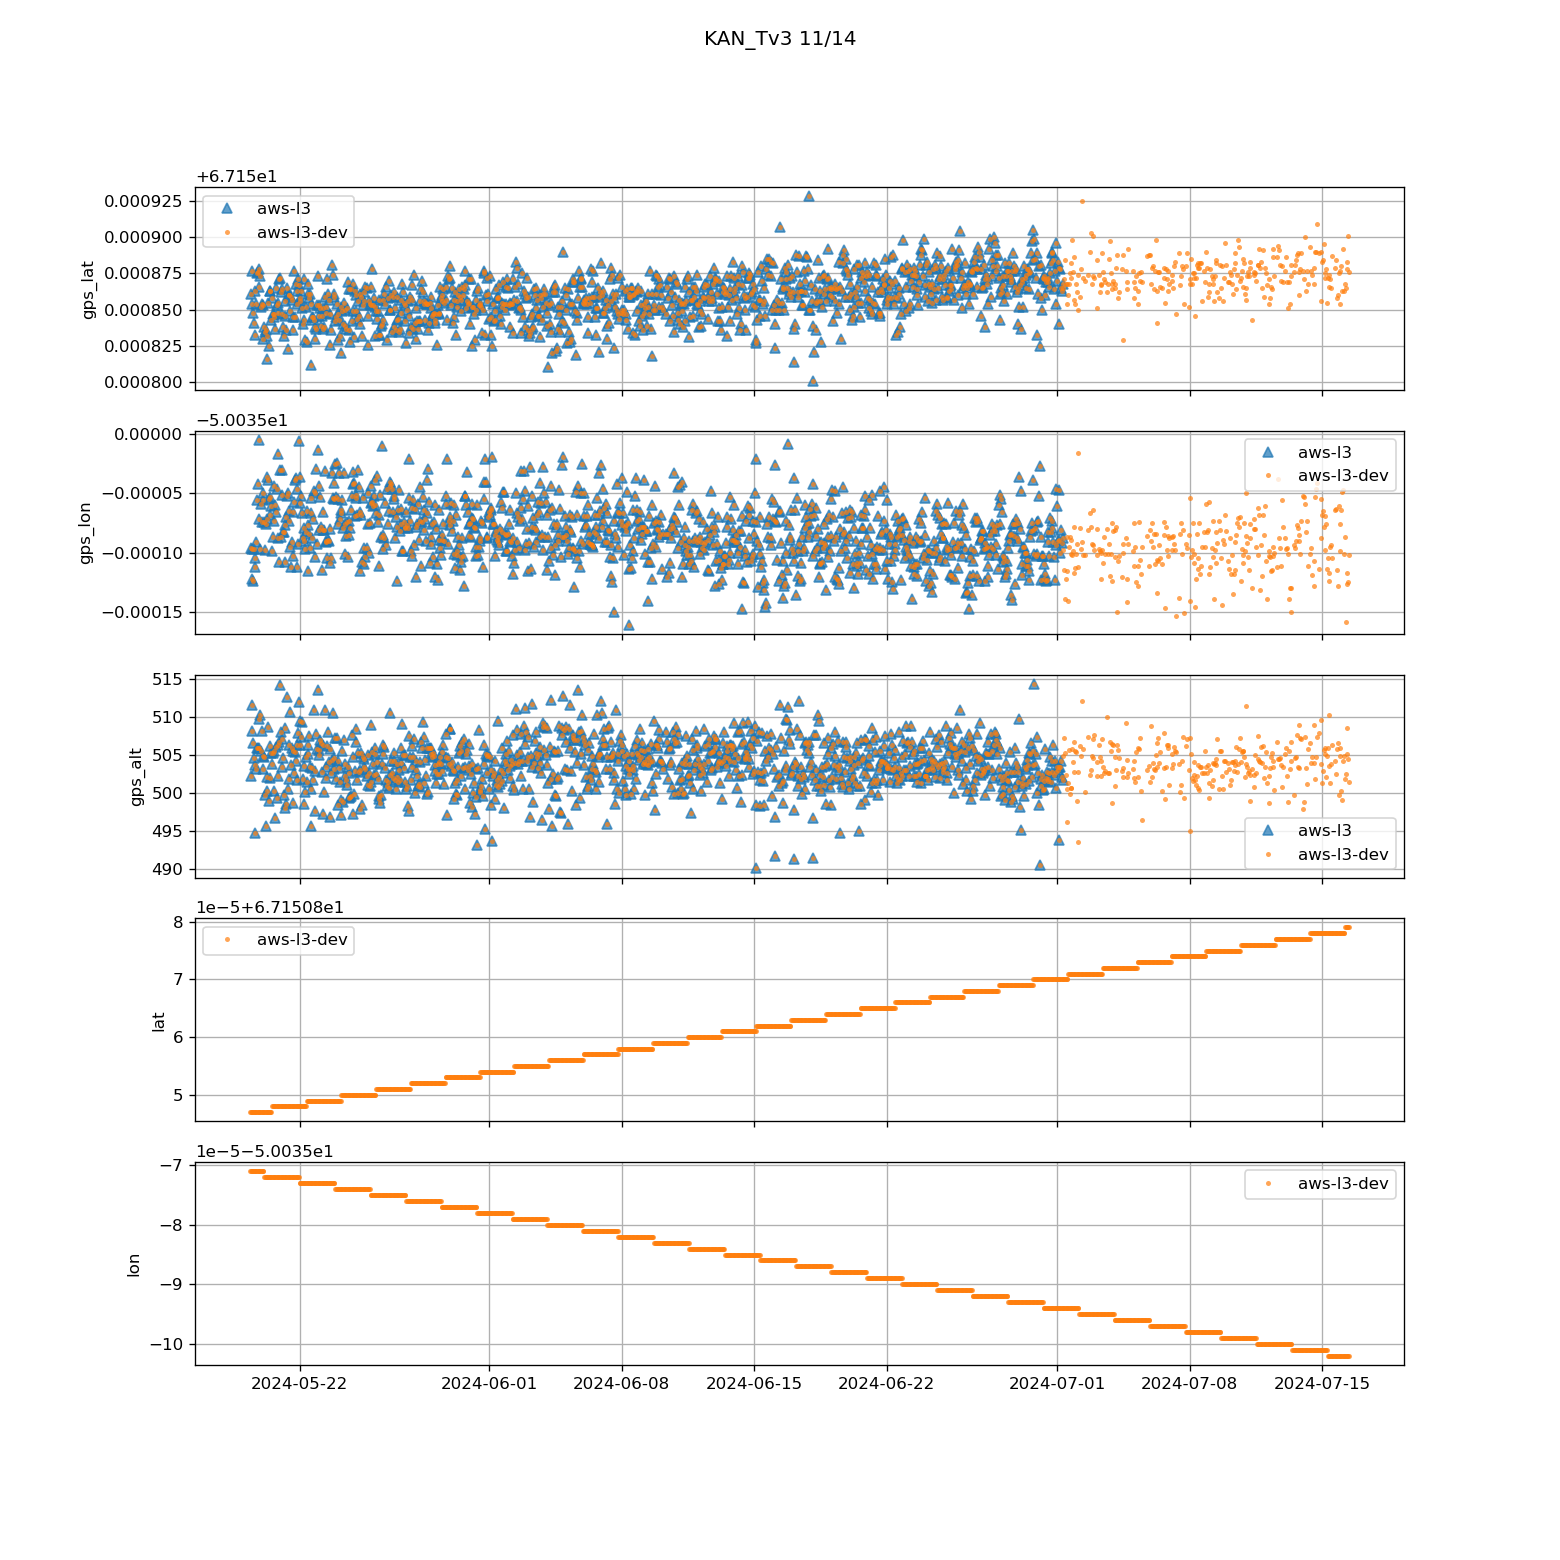 KAN_Tv3 11/14
+6.715e1
0.000925
0.000900
0.000875
0.000850
0.000825
0.000800
gps_lat
aws-l3
aws-l3-dev
−5.0035e1
0.00000
−0.00005
−0.00010
−0.00015
gps_lon
aws-l3
aws-l3-dev
515
510
505
500
495
490
gps_alt
aws-l3
aws-l3-dev
1e−5+6.71508e1
8
7
6
5
lat
aws-l3-dev
1e−5−5.0035e1
−7
−8
−9
−10
lon
aws-l3-dev
2024-05-22 2024-06-01 2024-06-08 2024-06-15 2024-06-22 2024-07-01 2024-07-08 2024-07-15